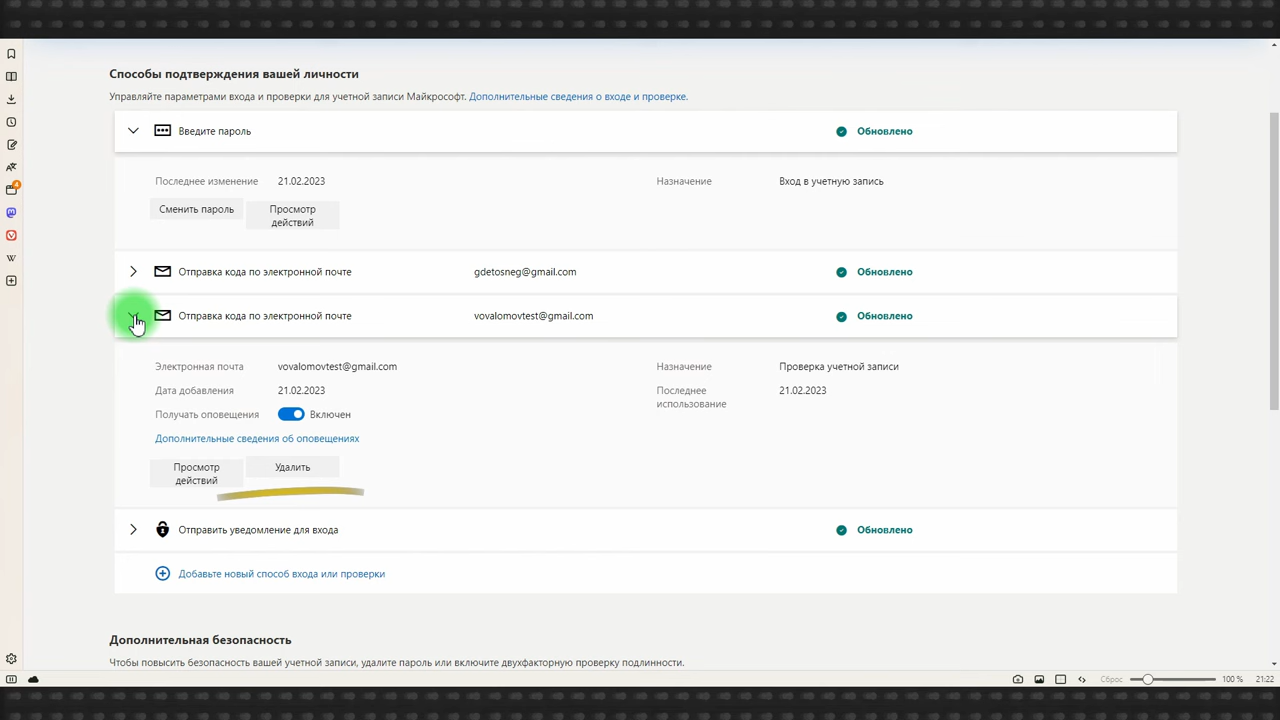 Способы подтверждения вашей личности
Управляйте параметрами входа и проверки для учетной записи Майкрософт. Дополнительные сведения о входе и проверке.
Введите пароль Обновлено
Последнее изменение 21.02.2023 Назначение Вход в учетную запись
Сменить пароль Просмотр
действий
Отправка кода по электронной почте gdetosneg@gmail.com Обновлено
Отправка кода по электронной почте vovalomovtest@gmail.com Обновлено
Электронная почта vovalomovtest@gmail.com Назначение Проверка учетной записи
Дата добавления 21.02.2023 Последнее 21.02.2023
использование
Получать оповещения Включен
Дополнительные сведения об оповещениях
Просмотр Удалить
действий
Отправить уведомление для входа Обновлено
Добавьте новый способ входа или проверки
Дополнительная безопасность
Чтобы повысить безопасность вашей учетной записи, удалите пароль или включите двухфакторную проверку подлинности.
Сброс 100 % 21:22
4
W